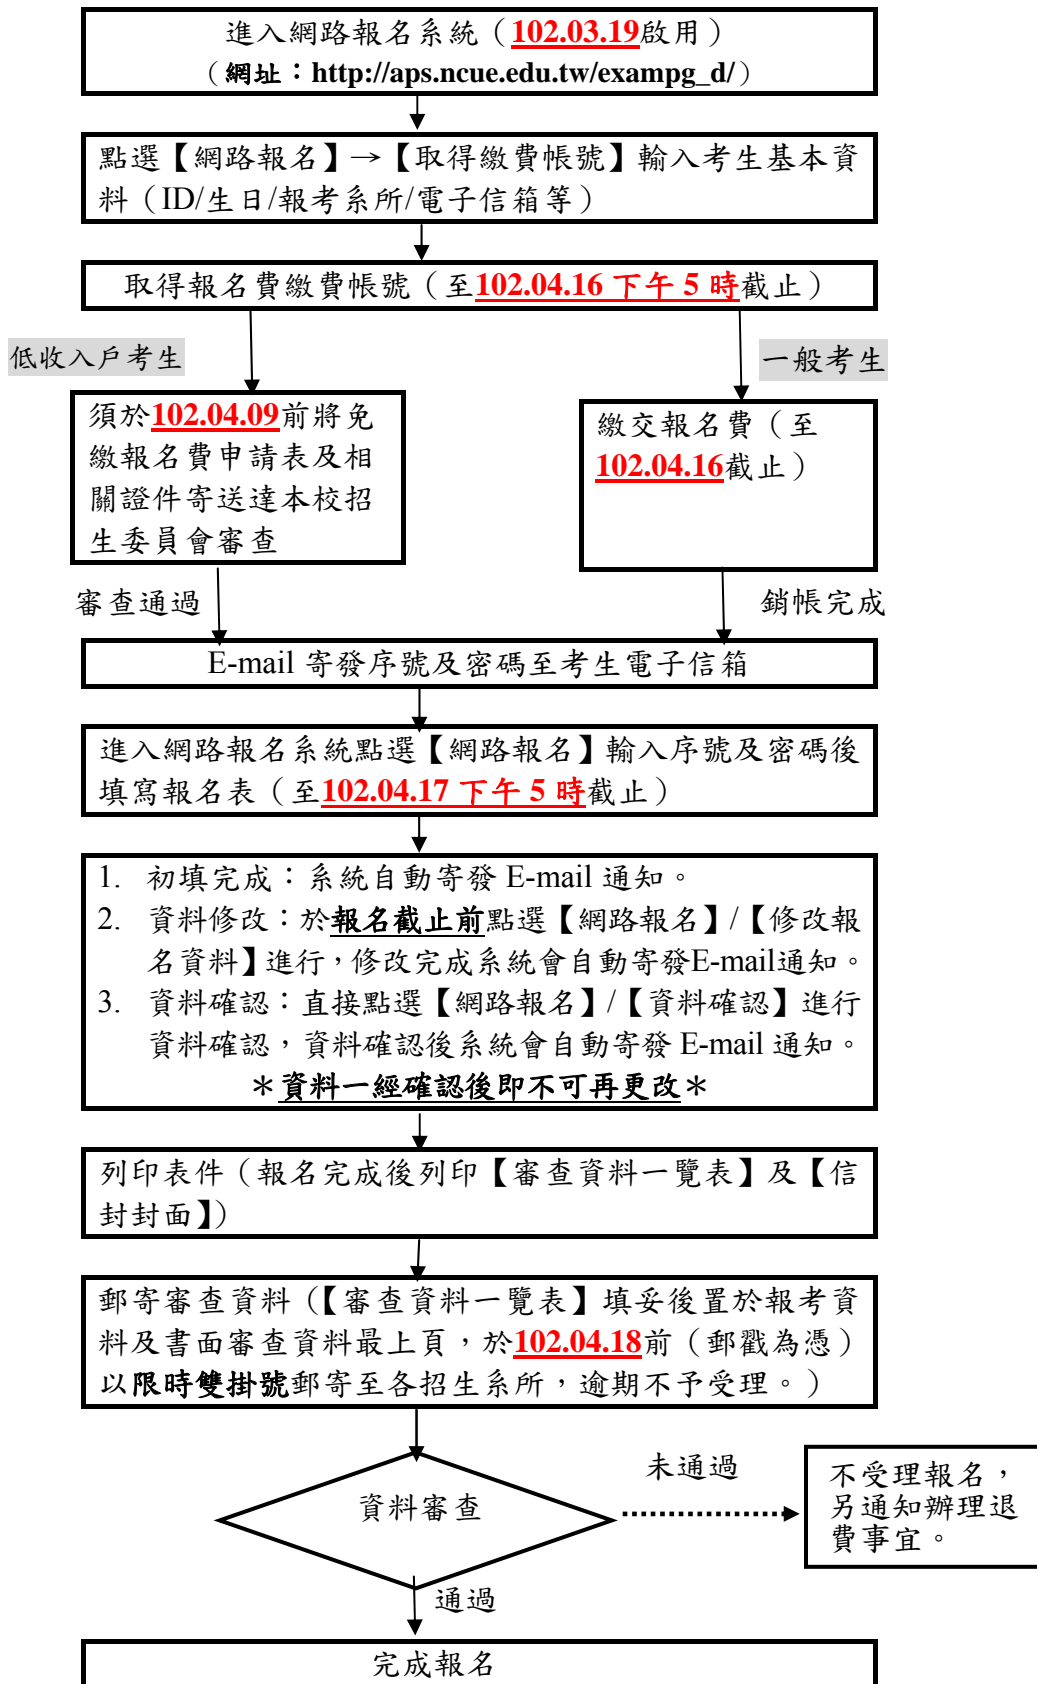 進入網路報名系統（102.03.19啟用）
（網址：http://aps.ncue.edu.tw/exampg_d/）
點選【網路報名】→【取得繳費帳號】輸入考生基本資
料（ID/生日/報考系所/電子信箱等）
取得報名費繳費帳號（至102.04.16 下午 5 時截止）
低收入戶考生
一般考生
須於102.04.09前將免
繳報名費申請表及相
關證件寄送達本校招
生委員會審查
繳交報名費（至
102.04.16截止）
審查通過
銷帳完成
E-mail 寄發序號及密碼至考生電子信箱
進入網路報名系統點選【網路報名】輸入序號及密碼後
填寫報名表（至102.04.17 下午 5 時截止）
1. 初填完成：系統自動寄發 E-mail 通知。
2. 資料修改：於報名截止前點選【網路報名】/【修改報
名資料】進行，修改完成系統會自動寄發E-mail通知。
3. 資料確認：直接點選【網路報名】/【資料確認】進行
資料確認，資料確認後系統會自動寄發 E-mail 通知。
＊資料一經確認後即不可再更改＊
列印表件（報名完成後列印【審查資料一覽表】及【信
封封面】）
郵寄審查資料（【審查資料一覽表】填妥後置於報考資
料及書面審查資料最上頁，於102.04.18前（郵戳為憑）
以限時雙掛號郵寄至各招生系所，逾期不予受理。）
資料審查
未通過
不受理報名，
另通知辦理退
費事宜。
通過
完成報名